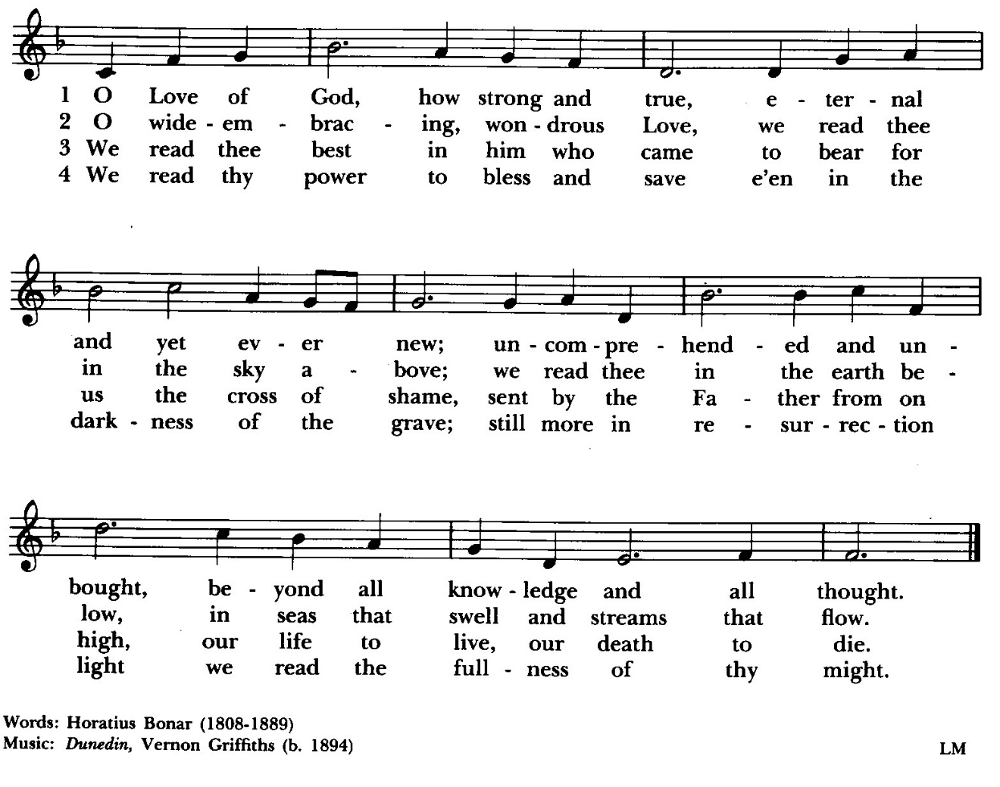 1 O Love of God, how strong and true, e - ter - nal
2 O wide - em - brac - ing, won - drous Love, we read thee
3 We read thee best in him who came to bear for
4 We read thy power to bless and save e'en in the
and yet ev - er new; un - com - pre - hend - ed and un -
in the sky a - bove; we read thee in the earth be -
us the cross of shame, sent by the Fa - ther from on
dark - ness of the grave; still more in re - sur - rec - tion
bought, be - yond all know - ledge and all thought.
low, in seas that swell and streams that flow.
high, our life to live, our death to die.
light we read the full - ness of thy might.
Words: Horatius Bonar (1808-1889)
Music: Dunedin, Vernon Griffiths (b. 1894)
LM